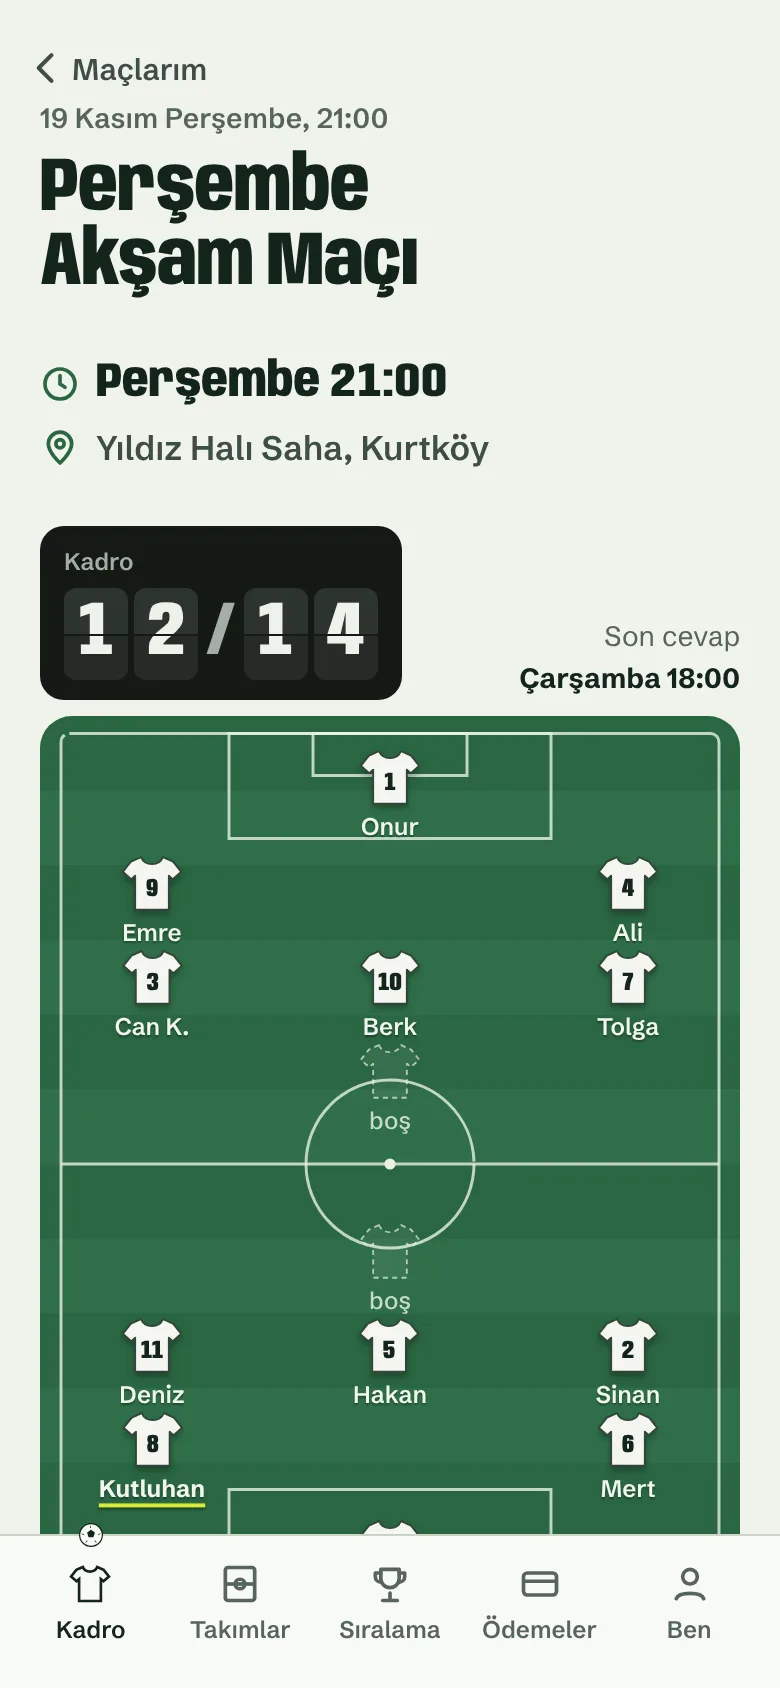 Maçlarım
19 Kasım Perşembe, 21:00
Perşembe
Akşam Maçı
Perşembe 21:00
Yıldız Halı Saha, Kurtköy
Kadro
12/14
Son cevap
Çarşamba 18:00
1
Onur
9
4
Emre
Ali
3
10
7
Can K.
Berk
Tolga
boş
boş
11
5
2
Deniz
Hakan
Sinan
8
6
Kutluhan
Mert
Kadro
Takımlar
Sıralama
Ödemeler
Ben